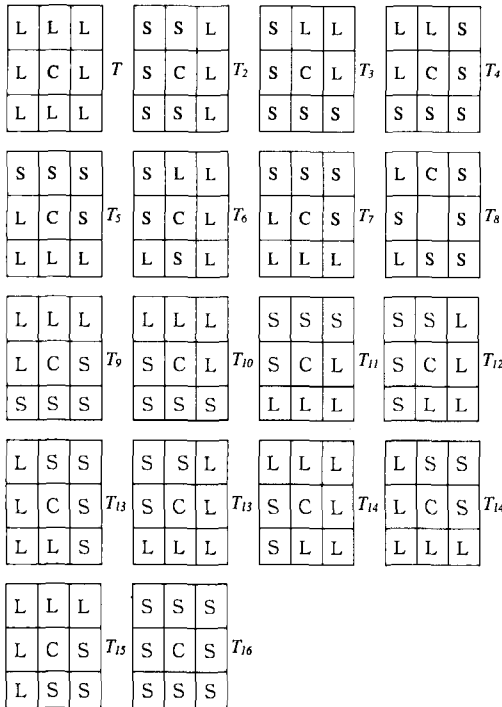 L L L S S L S L L L L S
L C L T S C L T2 S C L T3 L C S T4
L L L S S L S S S S S S
S S S S L L S S S L C S
L C S T5 S C L T6 L C S T7 S S T8
L L L L S L L L L L S S
L L L L L L S S S S S L
L C S T9 S C L T10 S C L T11 S C L T12
S S S S S S L L L S L L
L S S S S L L L L L S S
L C S T13 S C L T13 S C L T14 L C S T14
L L S L L L S L L L L L
L L L S S S
L C S T15 S C S T16
L S S S S S